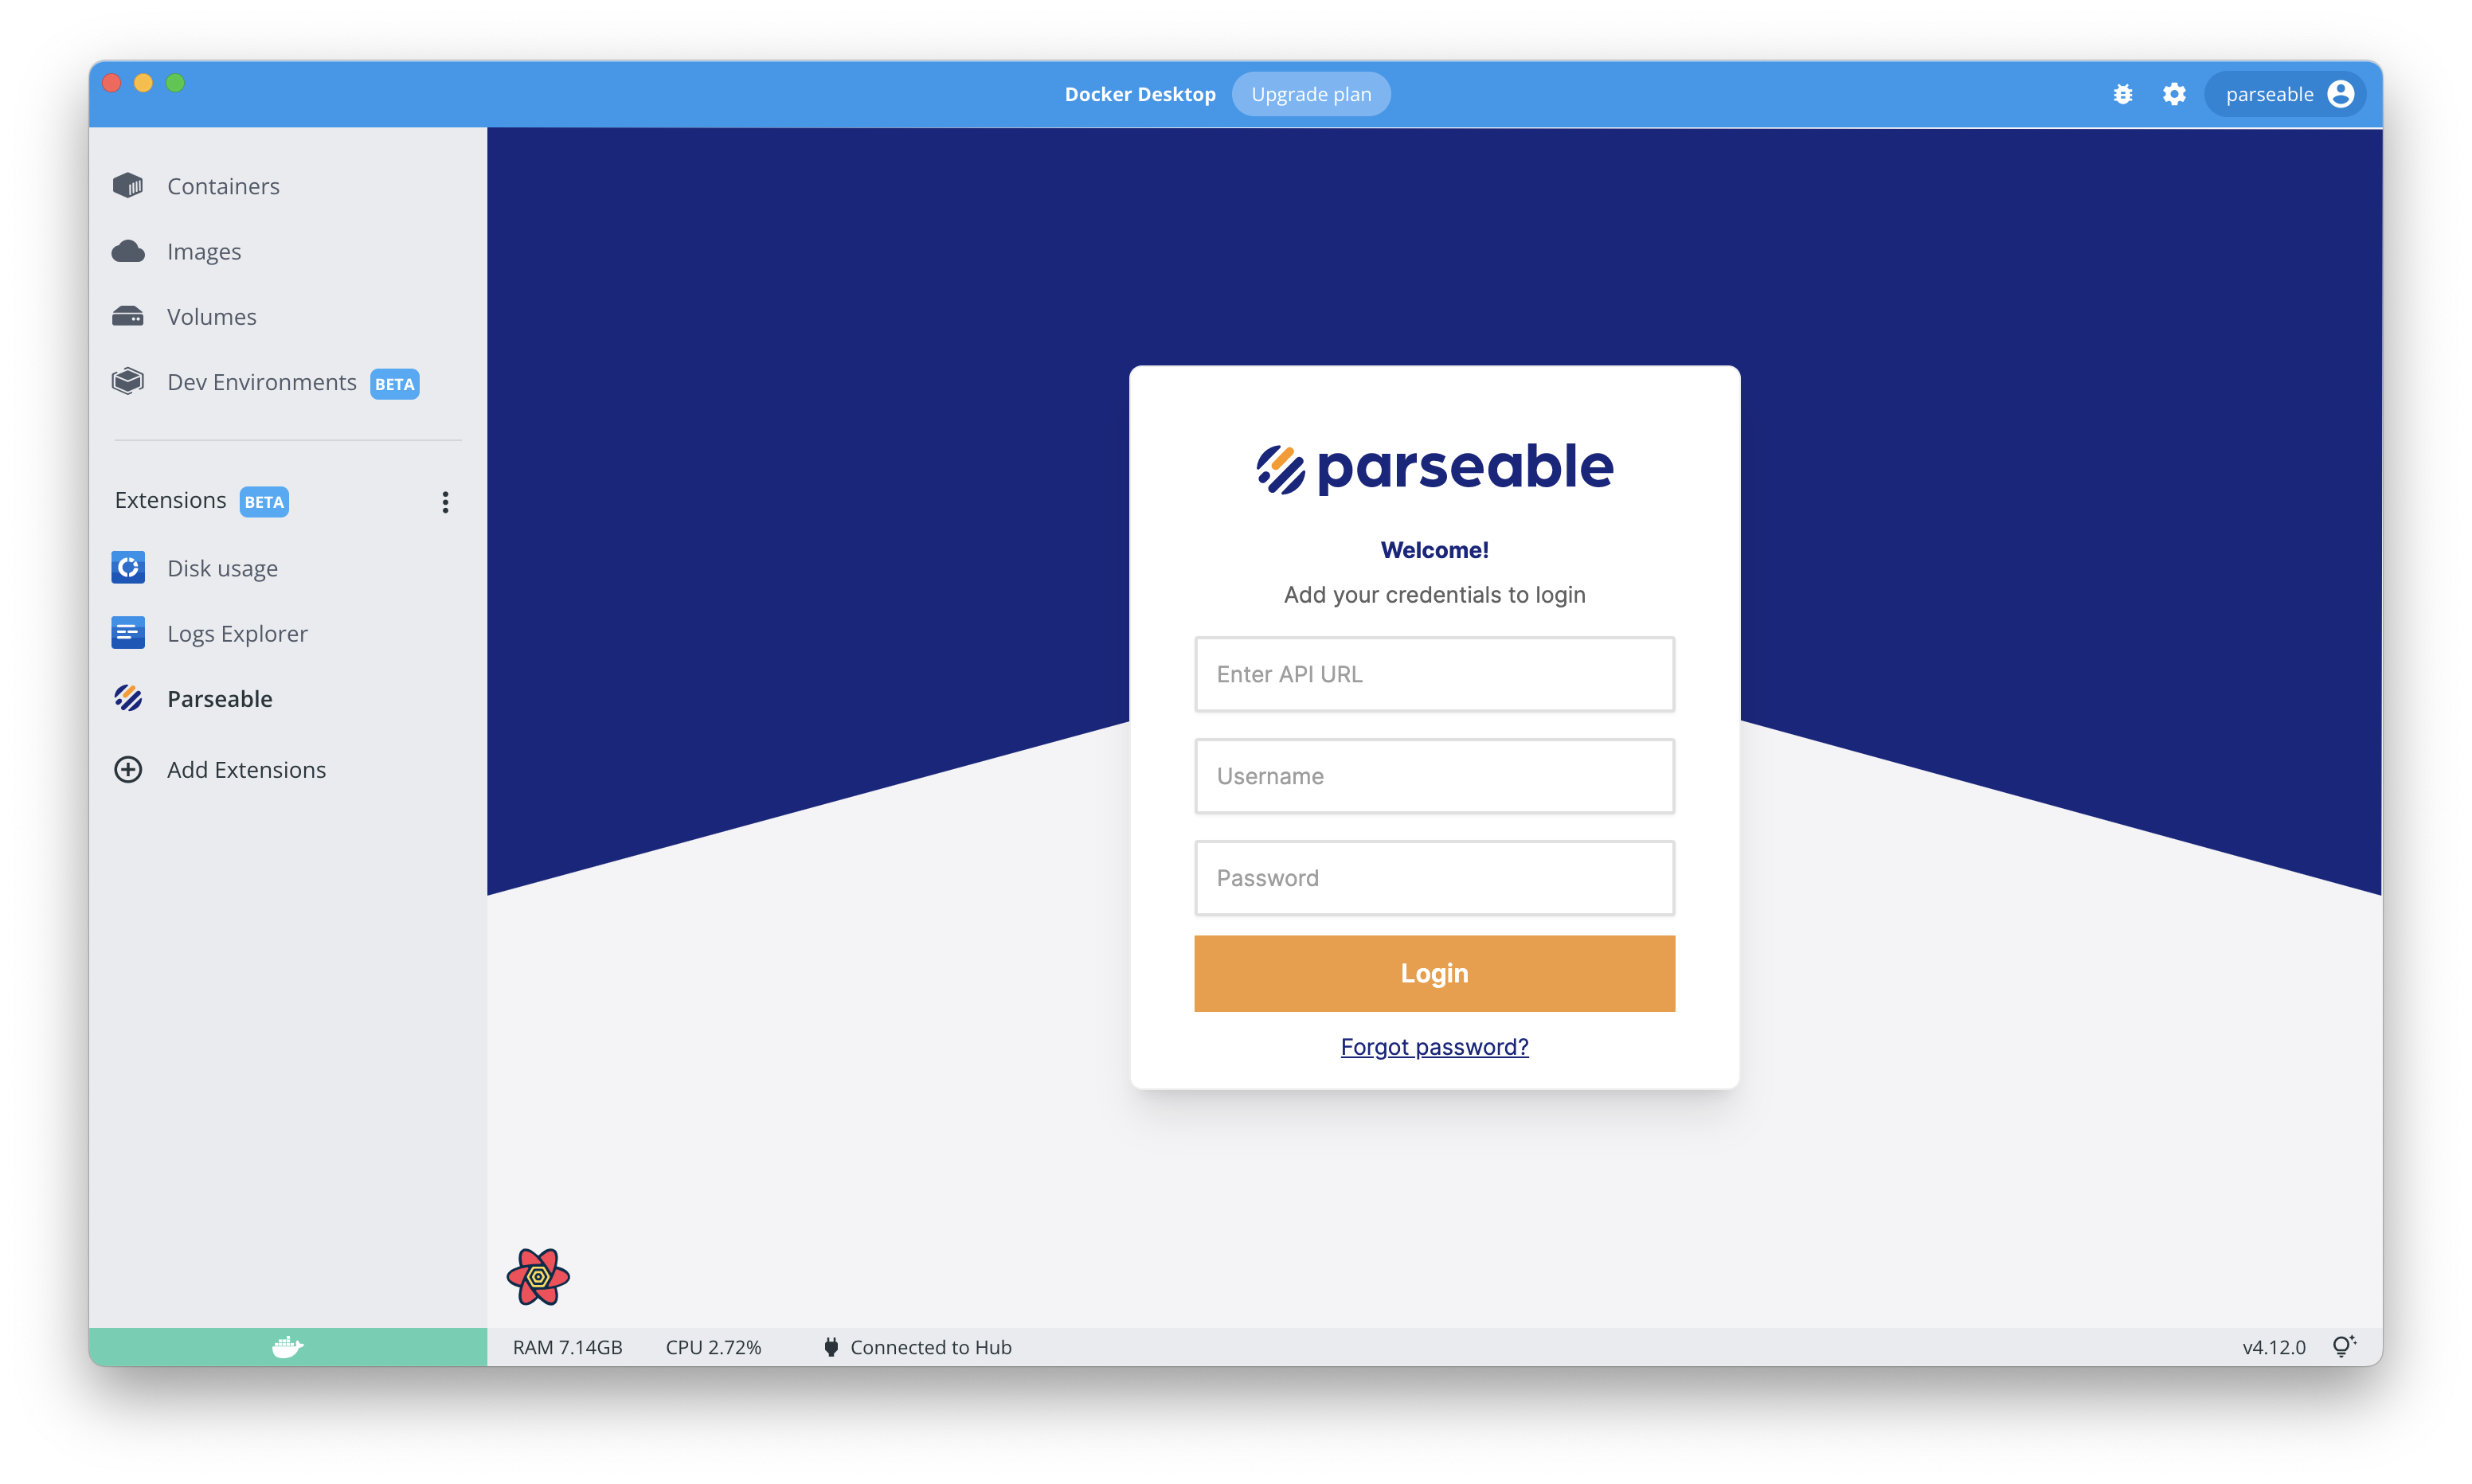 Docker Desktop
Upgrade plan
parseable
Containers
Images
Volumes
Dev Environments BETA
Extensions BETA
Disk usage
Logs Explorer
Parseable
Add Extensions
parseable
Welcome!
Add your credentials to login
Enter API URL
Username
Password
Login
Forgot password?
RAM 7.14GB CPU 2.72% Connected to Hub
v4.12.0